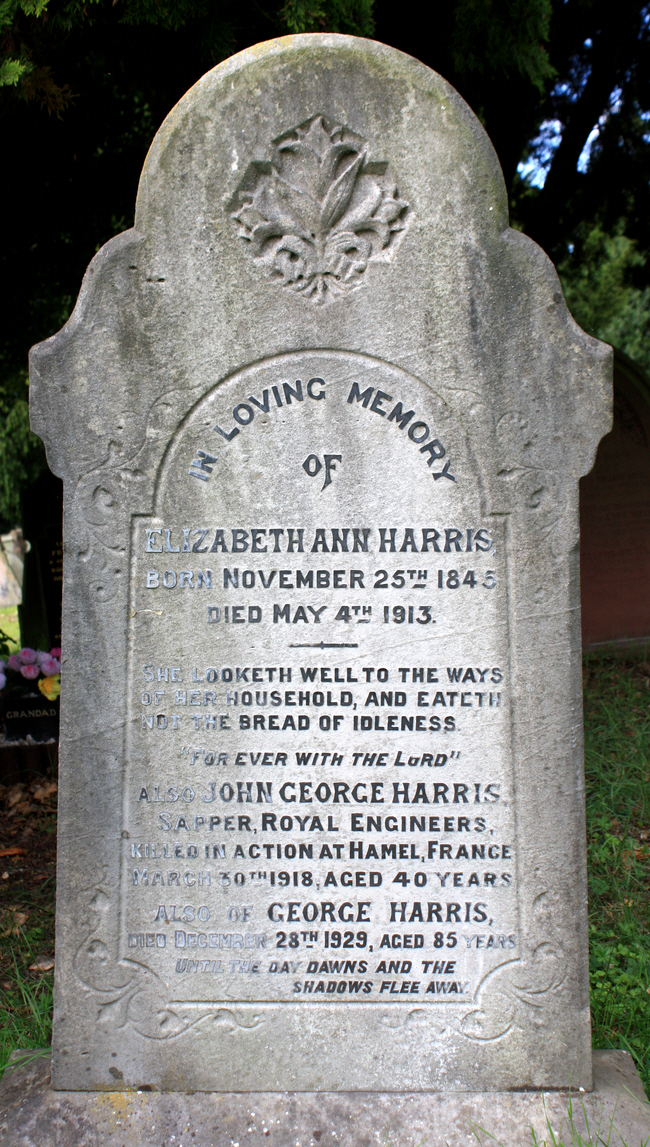 IN LOVING MEMORY
OF
ELIZABETH ANN HARRIS,
BORN NOVEMBER 25TH 1845
DIED MAY 4TH 1913.
SHE LOOKETH WELL TO THE WAYS
OF HER HOUSEHOLD, AND EATETH
NOT THE BREAD OF IDLENESS.
"FOR EVER WITH THE LORD"
ALSO JOHN GEORGE HARRIS,
SAPPER, ROYAL ENGINEERS,
KILLED IN ACTION AT HAMEL, FRANCE
MARCH 30TH 1918, AGED 40 YEARS
ALSO OF GEORGE HARRIS,
DIED DECEMBER 28TH 1929, AGED 85 YEARS
UNTIL THE DAY DAWNS AND THE
SHADOWS FLEE AWAY.
GRANDAD